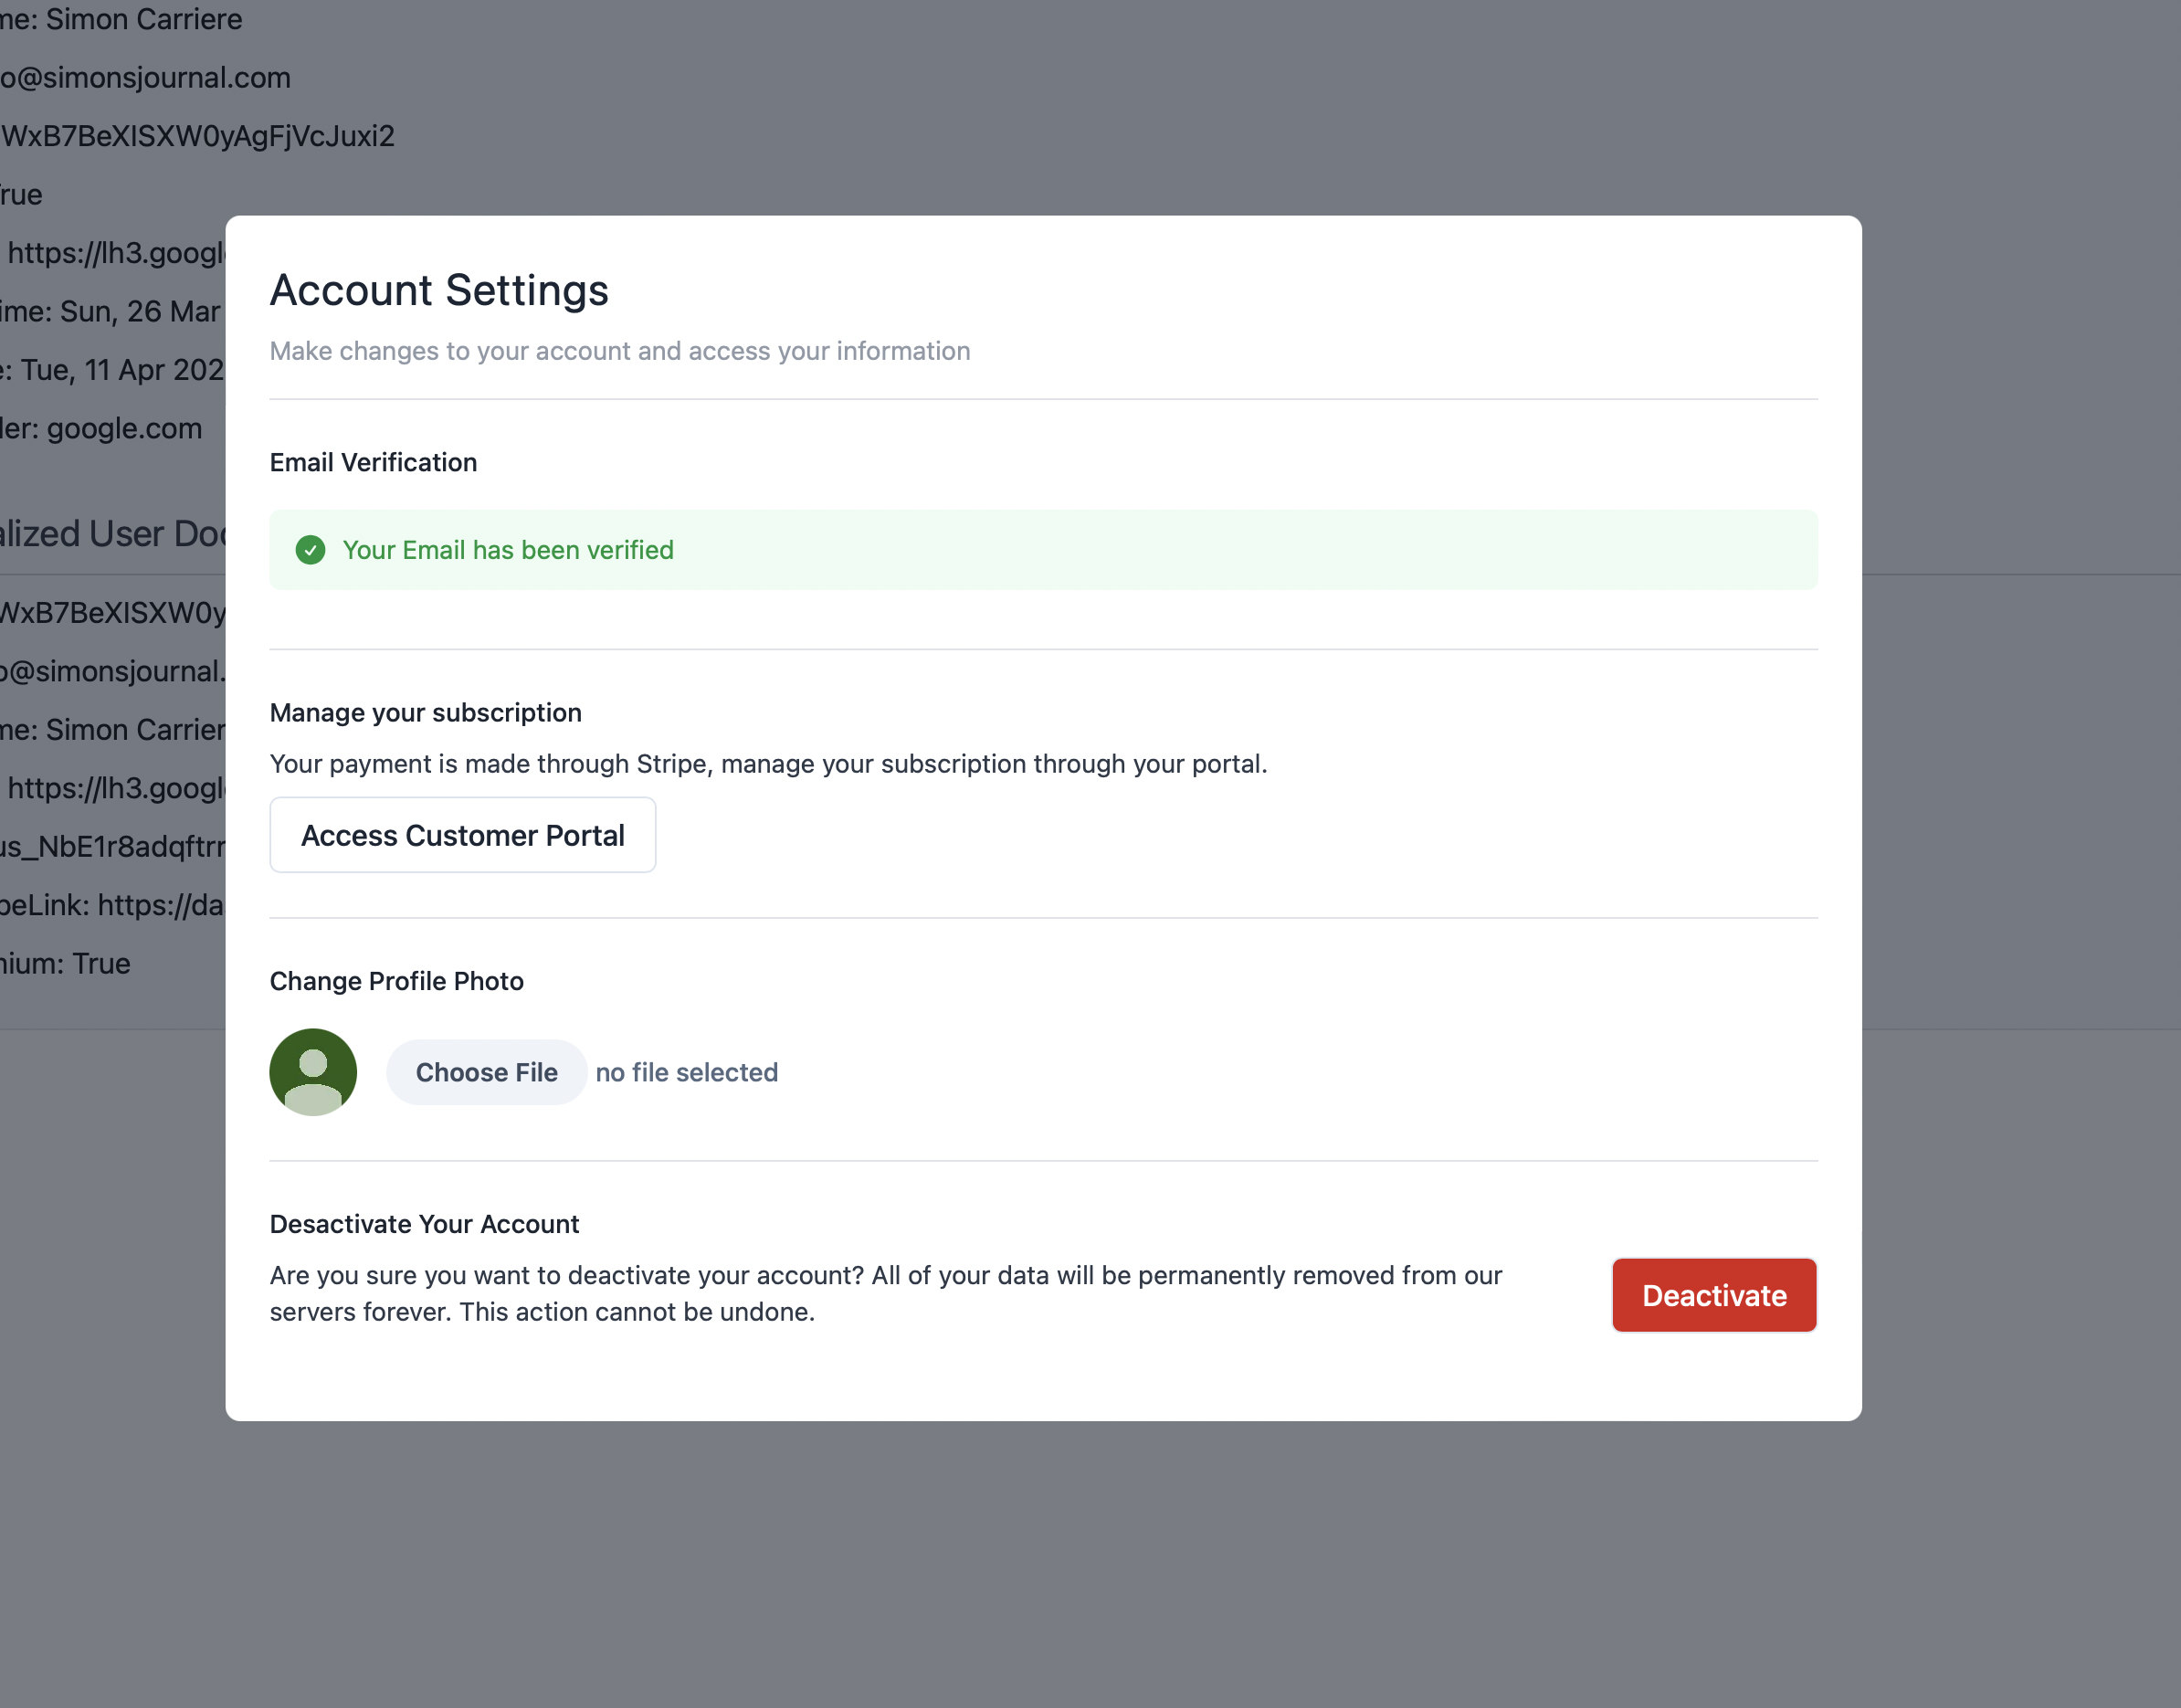 me: Simon Carriere
o@simonsjournal.com
WxB7BeXISXW0yAgFjVcJuxi2
rue
https://lh3.googl
ime: Sun, 26 Mar
e: Tue, 11 Apr 202
ler: google.com
alized User Doc
WxB7BeXISXW0y
o@simonsjournal.
me: Simon Carrier
https://lh3.googl
us_NbE1r8adqftrr
peLink: https://da
nium: True
Account Settings
Make changes to your account and access your information
Email Verification
Your Email has been verified
Manage your subscription
Your payment is made through Stripe, manage your subscription through your portal.
Access Customer Portal
Change Profile Photo
Choose File no file selected
Desactivate Your Account
Are you sure you want to deactivate your account? All of your data will be permanently removed from our
servers forever. This action cannot be undone.
Deactivate